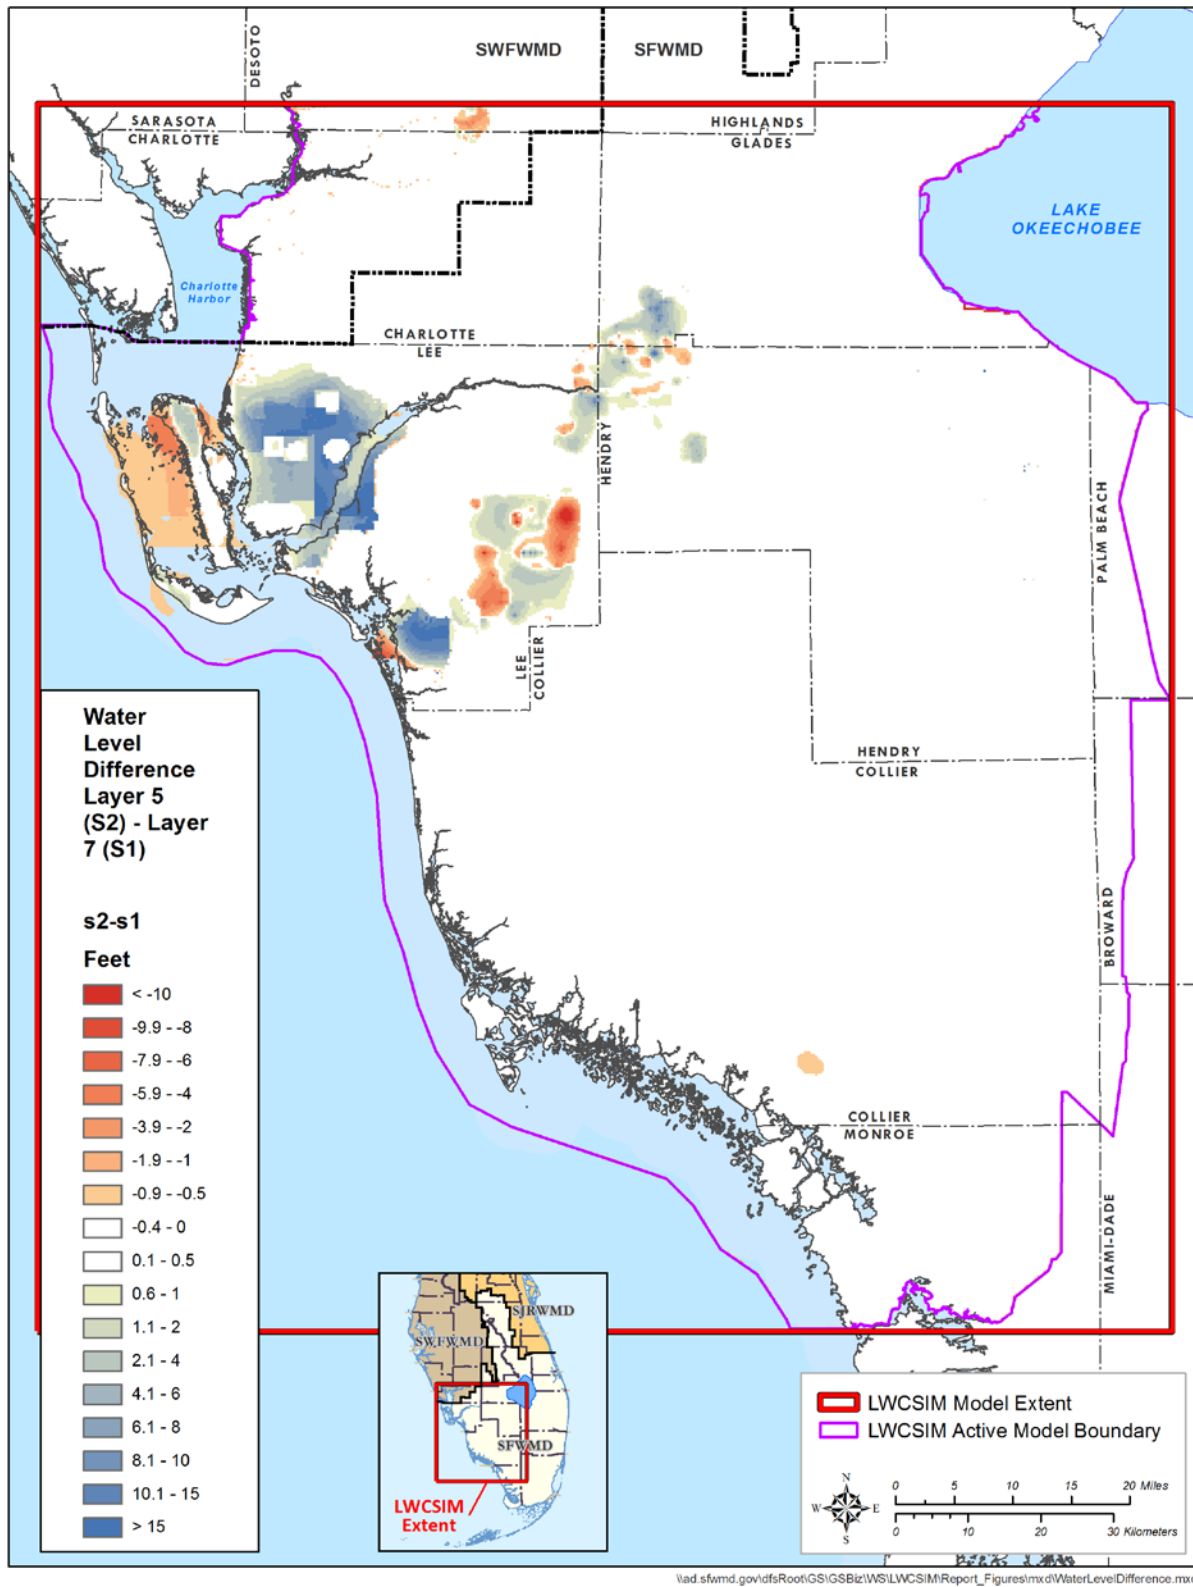 SWFWMD
SFWMD
DESOTO
SARASOTA
CHARLOTTE
HIGHLANDS
GLADES
LAKE
OKEECHOBEE
Charlotte
Harbor
CHARLOTTE
LEE
HENDRY
PALM BEACH
LEE
COLLIER
HENDRY
COLLIER
BROWARD
COLLIER
MONROE
MIAMI-DADE
Water
Level
Difference
Layer 5
(S2) - Layer
7 (S1)
s2-s1
Feet
< -10
-9.9 - -8
-7.9 - -6
-5.9 - -4
-3.9 - -2
-1.9 - -1
-0.9 - -0.5
-0.4 - 0
0.1 - 0.5
0.6 - 1
1.1 - 2
2.1 - 4
4.1 - 6
6.1 - 8
8.1 - 10
10.1 - 15
> 15
SJRWMD
SWFWMD
SFWMD
LWCSIM
Extent
LWCSIM Model Extent
LWCSIM Active Model Boundary
N
W E
S
0 5 10 15 20 Miles
0 10 20 30 Kilometers
\\ad.sfwmd.gov\dfsRoot\GS\GSBiz\WS\LWCSIM\Report_Figures\mxd\WaterLevelDifference.mxd